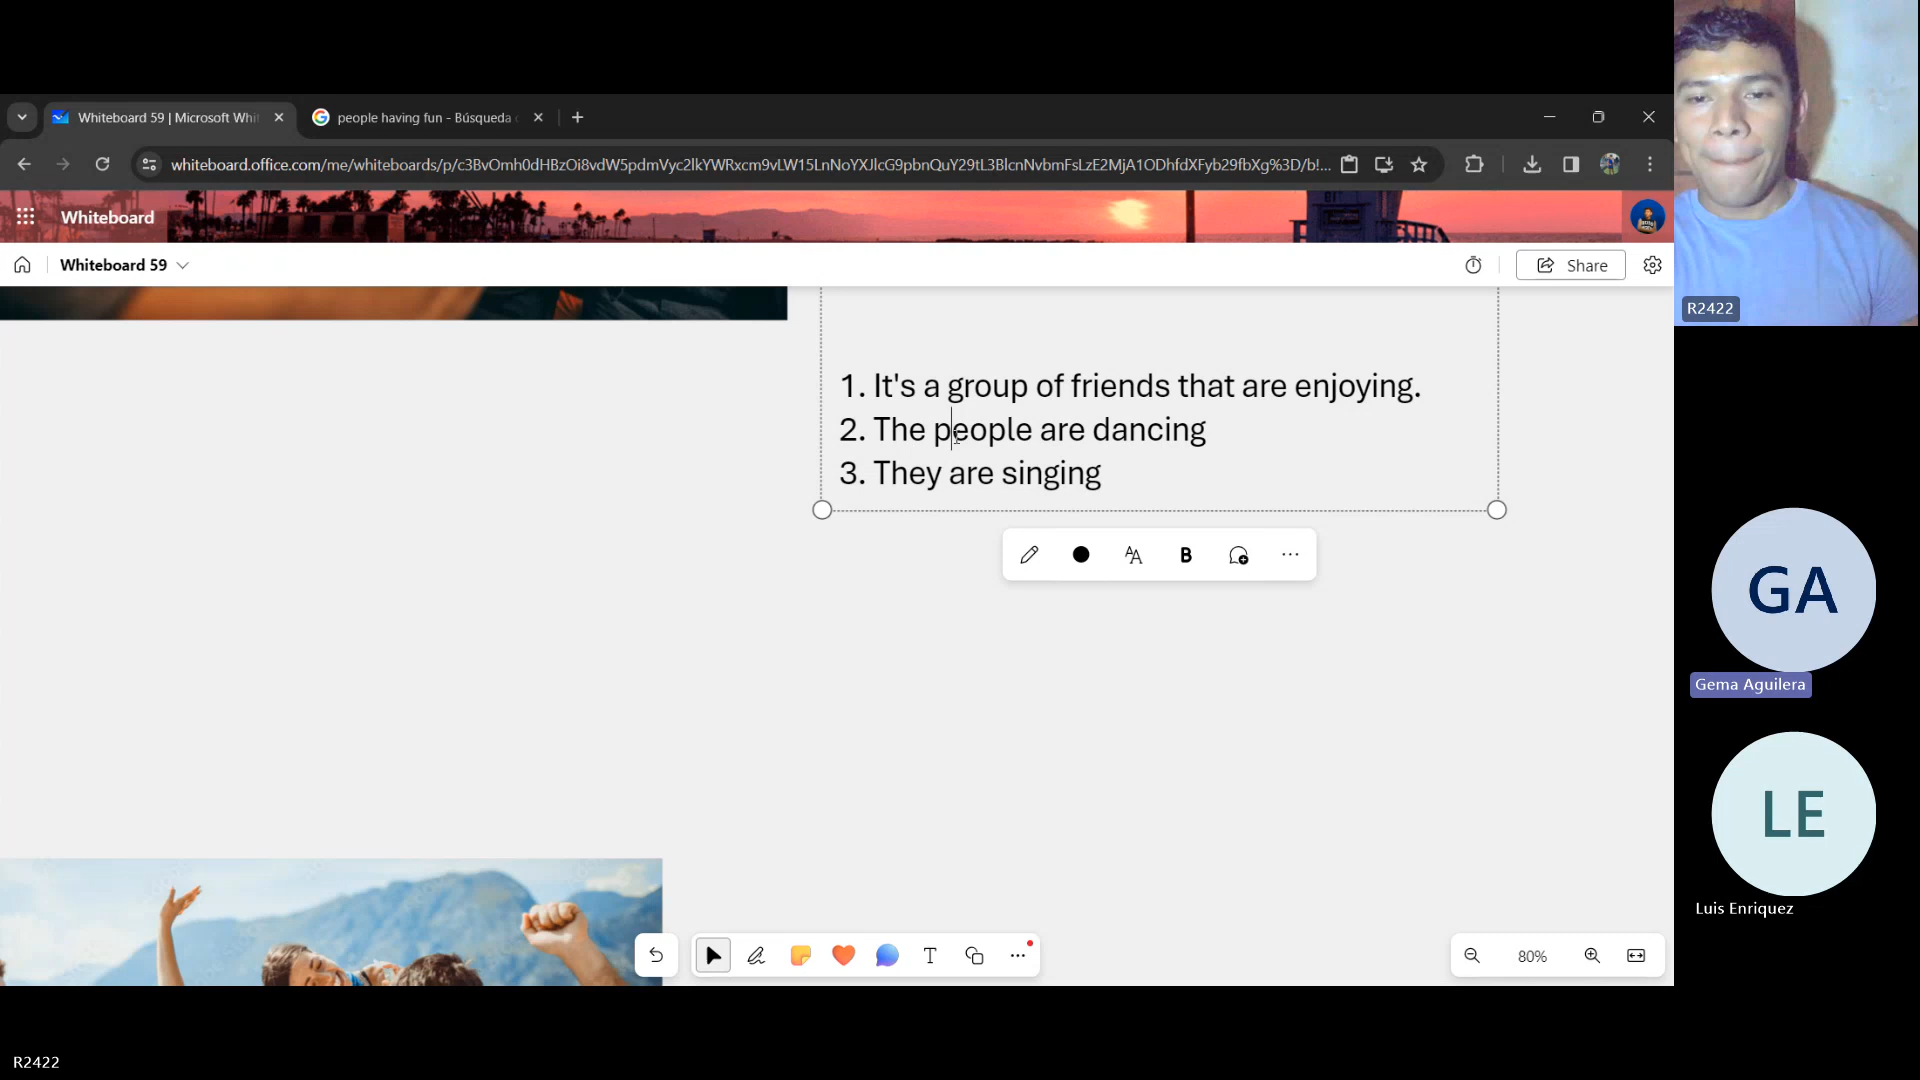 Whiteboard 59 | Microsoft Whi
people having fun - Búsqueda
whiteboard.office.com/me/whiteboards/p/c3BvOmh0dHBzOi8vdW5pdmVyc2lkYWRxcm9vLW15LnNoYXJlcG9pbnQuY29tL3BlcnNvbmFsLzE2MjA1ODhfdXFyb29fbXg%3D/b!...
Whiteboard
Whiteboard 59
Share
1. It's a group of friends that are enjoying.
2. The people are dancing
3. They are singing
B
T
80%
R2422
GA
Gema Aguilera
LE
Luis Enriquez
R2422